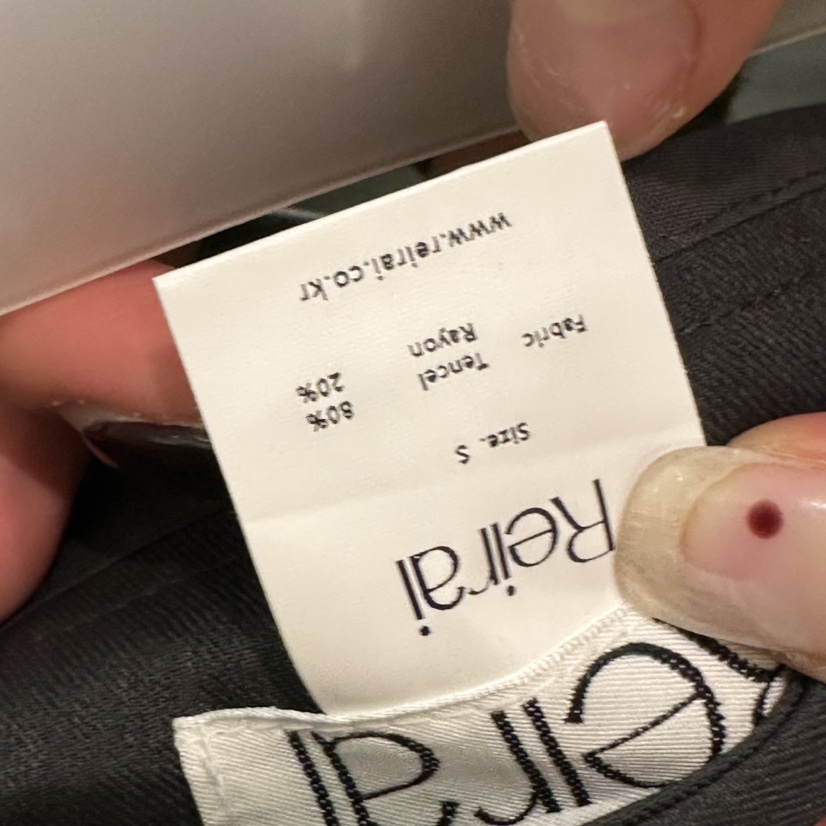 Reirai
Size. S
Fabric Tencel 80%
Rayon 20%
www.reirai.co.kr
eirai